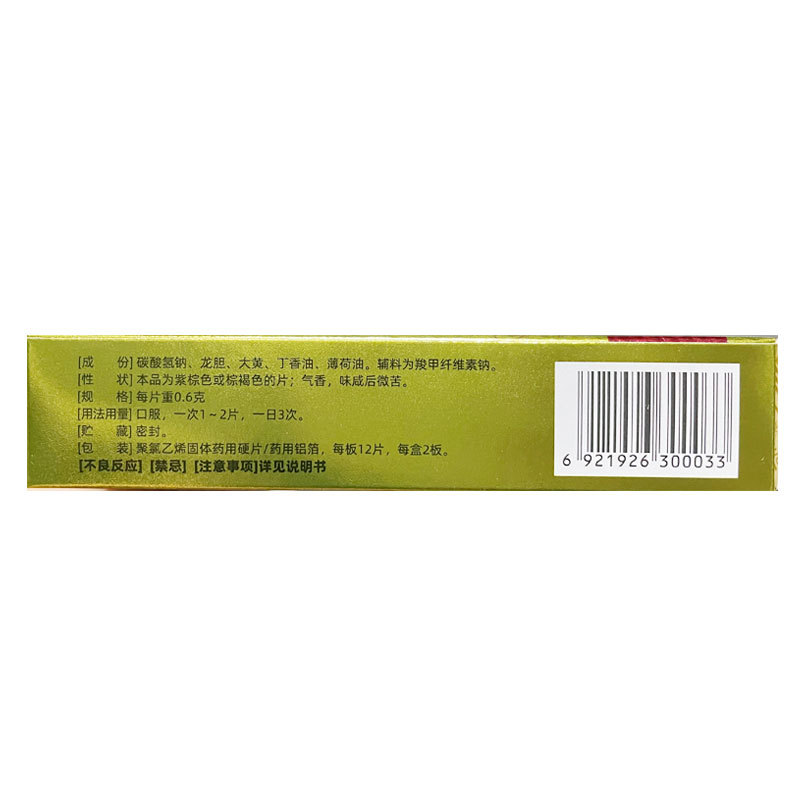 [成　份] 碳酸氢钠、龙胆、大黄、丁香油、薄荷油。辅料为羧甲纤维素钠。
[性　状] 本品为紫棕色或棕褐色的片；气香，味咸后微苦。
[规　格] 每片重0.6克
[用法用量] 口服，一次1~2片，一日3次。
[贮　藏] 密封。
[包　装] 聚氯乙烯固体药用硬片/药用铝箔，每板12片，每盒2板。
[不良反应] [禁忌] [注意事项]详见说明书
6 921926 300033